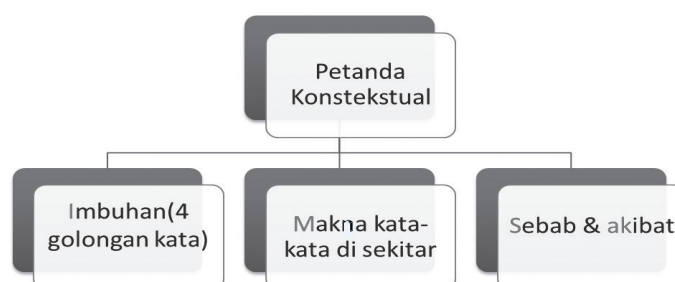 Petanda
Konstekstual
Imbuhan(4
golongan kata)
Makna kata-
kata di sekitar
Sebab & akibat